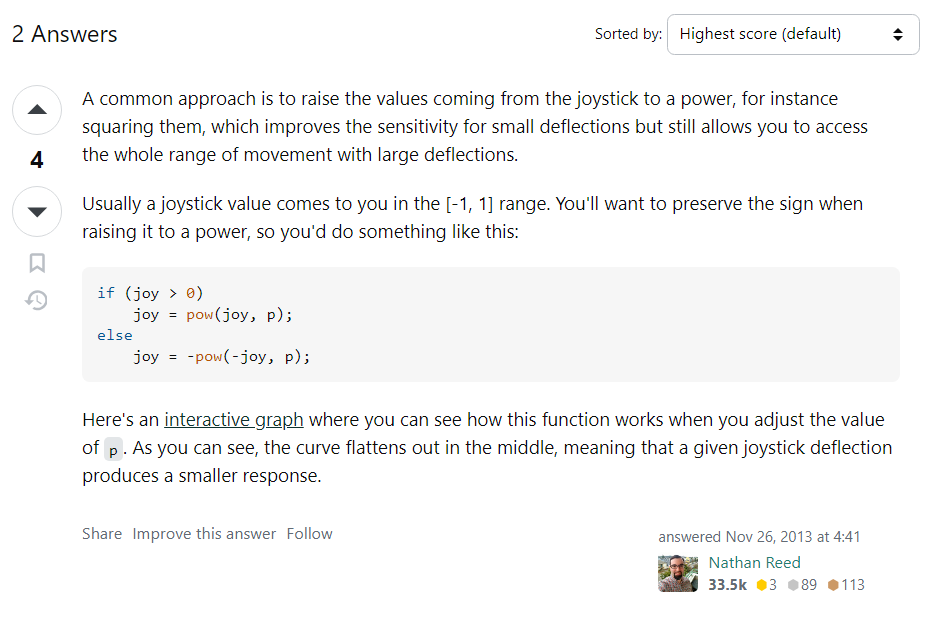 2 Answers
Sorted by:
Highest score (default)
A common approach is to raise the values coming from the joystick to a power, for instance
squaring them, which improves the sensitivity for small deflections but still allows you to access
the whole range of movement with large deflections.
4
Usually a joystick value comes to you in the [-1, 1] range. You'll want to preserve the sign when
raising it to a power, so you'd do something like this:
if (joy > 0)
    joy = pow(joy, p);
else
    joy = -pow(-joy, p);
Here's an interactive graph where you can see how this function works when you adjust the value
of p. As you can see, the curve flattens out in the middle, meaning that a given joystick deflection
produces a smaller response.
Share Improve this answer Follow
answered Nov 26, 2013 at 4:41
Nathan Reed
33.5k 3 89 113